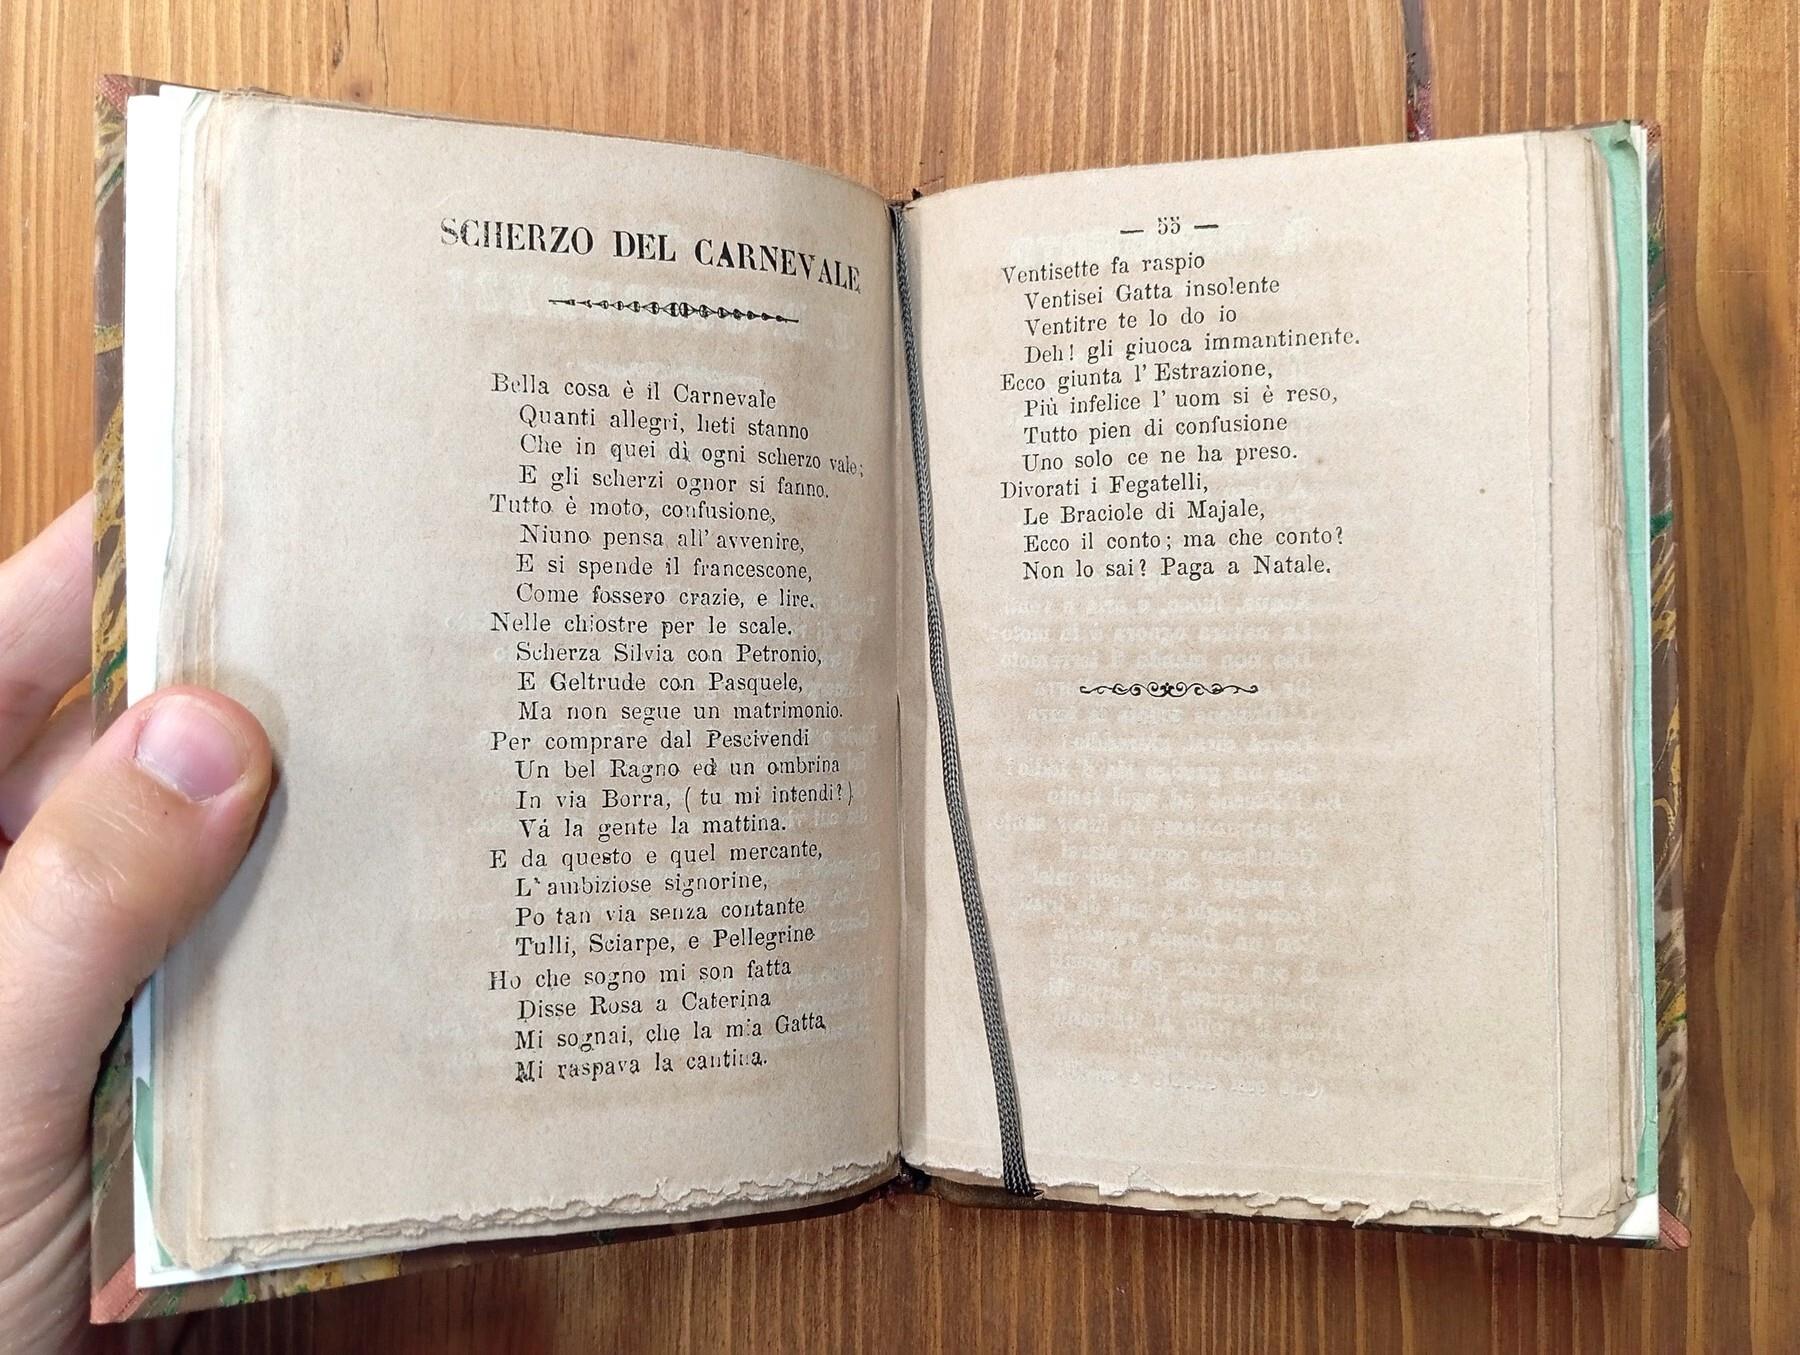 SCHERZO DEL CARNEVALE
Bella cosa è il Carnevale
Quanti allegri, lieti stanno
Che in quei dì ogni scherzo vale;
E gli scherzi ognor si fanno.
Tutto è moto, confusione,
Niuno pensa all' avvenire,
E si spende il francescone,
Come fossero crazie, e lire.
Nelle chiostre per le scale.
Scherza Silvia con Petronio,
E Geltrude con Pasquele,
Ma non segue un matrimonio.
Per comprare dal Pescivendi
Un bel Ragno ed un ombrina
In via Borra, ( tu mi intendi?)
Vá la gente la mattina.
E da questo e quel mercante,
L' ambiziose signorine,
Po tan via senza contante
Tulli, Sciarpe, e Pellegrine
Ho che sogno mi son fatta
Disse Rosa a Caterina
Mi sognai, che la mia Gatta
Mi raspava la cantina.
— 55 —
Ventisette fa raspio
Ventisei Gatta insolente
Ventitre te lo do io
Deh! gli giuoca immantinente.
Ecco giunta l' Estrazione,
Più infelice l' uom si è reso,
Tutto pien di confusione
Uno solo ce ne ha preso.
Divorati i Fegatelli,
Le Braciole di Majale,
Ecco il conto; ma che conto?
Non lo sai? Paga a Natale.